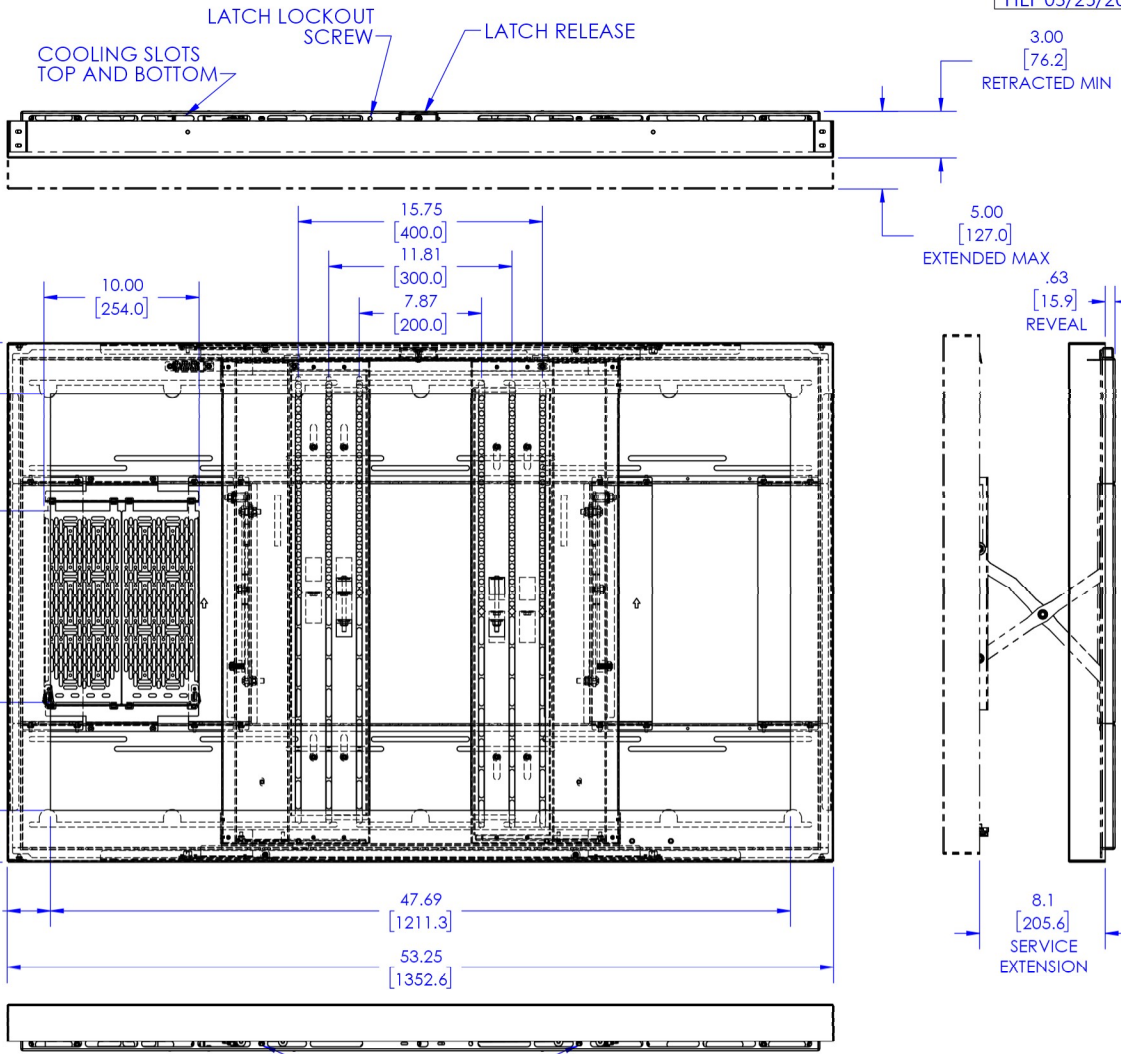 LATCH LOCKOUT
SCREW
LATCH RELEASE
COOLING SLOTS
TOP AND BOTTOM
3.00
[76.2]
RETRACTED MIN
5.00
[127.0]
EXTENDED MAX
.63
[15.9]
REVEAL
15.75
[400.0]
11.81
[300.0]
7.87
[200.0]
10.00
[254.0]
47.69
[1211.3]
53.25
[1352.6]
8.1
[205.6]
SERVICE
EXTENSION